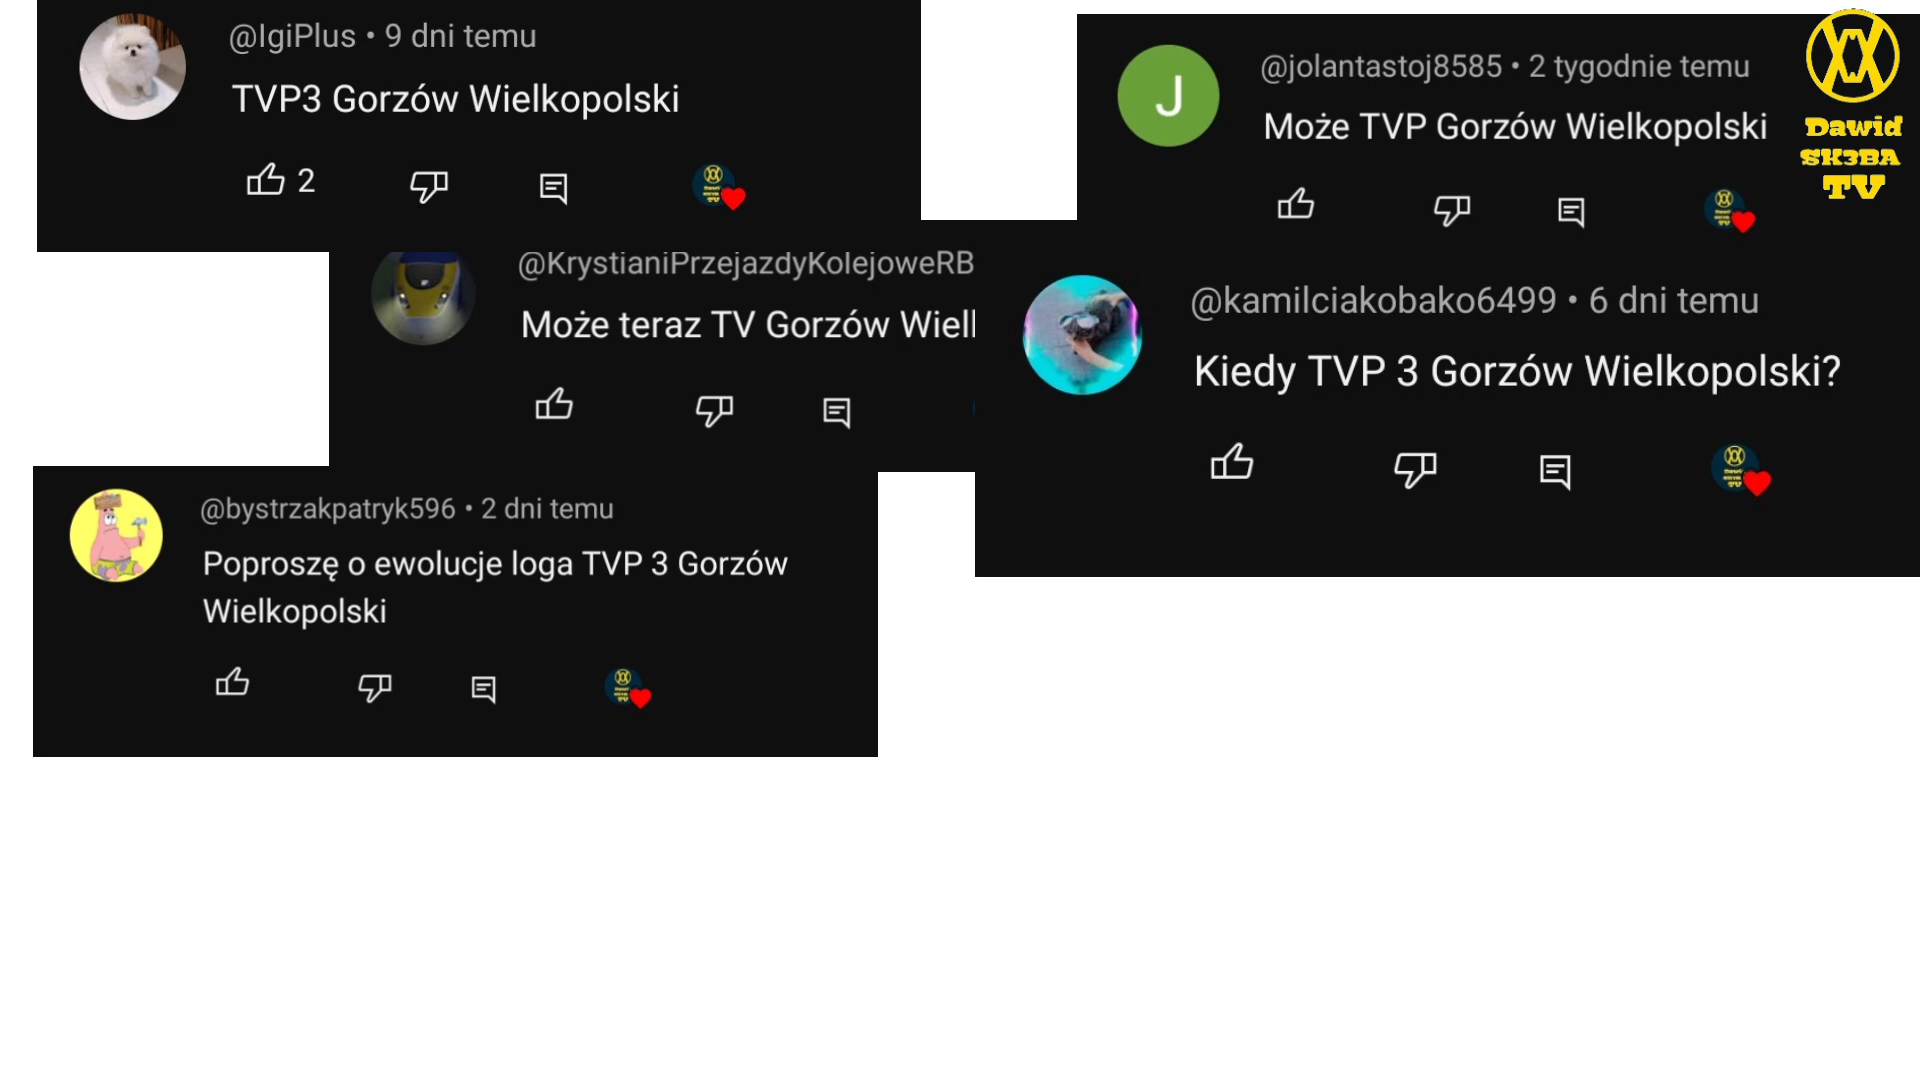 @IgiPlus • 9 dni temu
TVP3 Gorzów Wielkopolski
2
@jolantastoj8585 • 2 tygodnie temu
Może TVP Gorzów Wielkopolski
Dawid
SK3BA
TV
@KrystianiPrzejazdyKolejoweRB
Może teraz TV Gorzów
@kamilciakobako6499 • 6 dni temu
Kiedy TVP 3 Gorzów Wielkopolski?
@bystrzakpatryk596 • 2 dni temu
Poproszę o ewolucje loga TVP 3 Gorzów
Wielkopolski